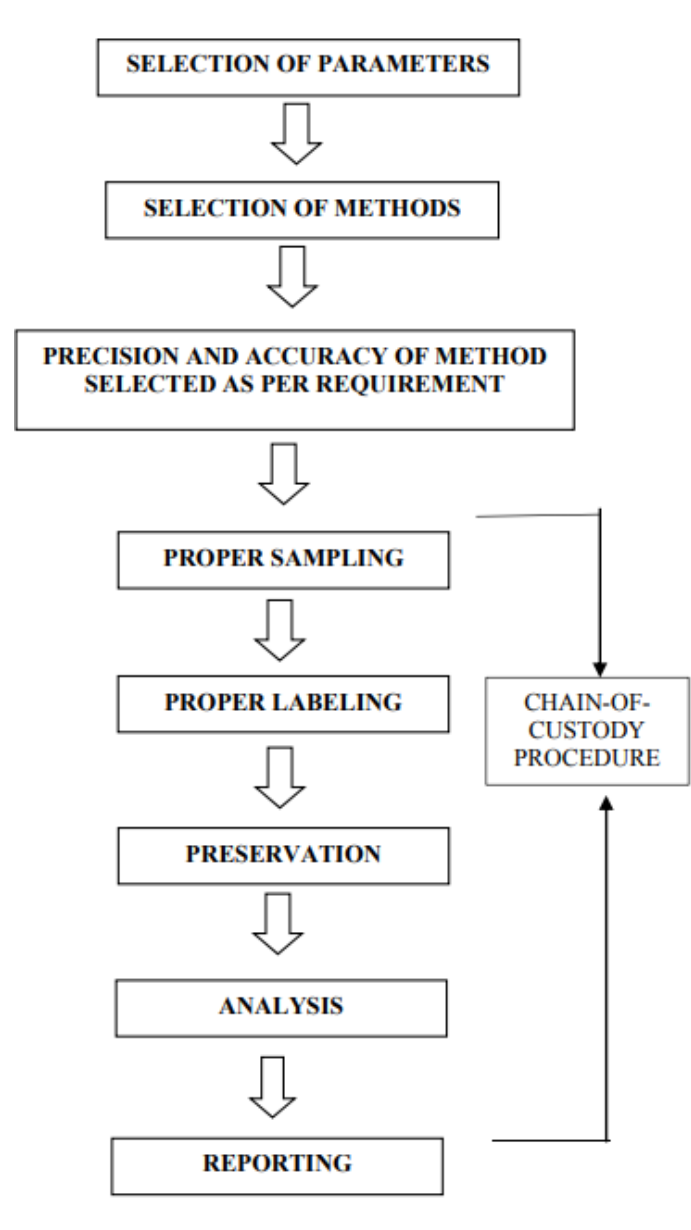 SELECTION OF PARAMETERS
SELECTION OF METHODS
PRECISION AND ACCURACY OF METHOD
SELECTED AS PER REQUIREMENT
PROPER SAMPLING
PROPER LABELING
CHAIN-OF-
CUSTODY
PROCEDURE
PRESERVATION
ANALYSIS
REPORTING